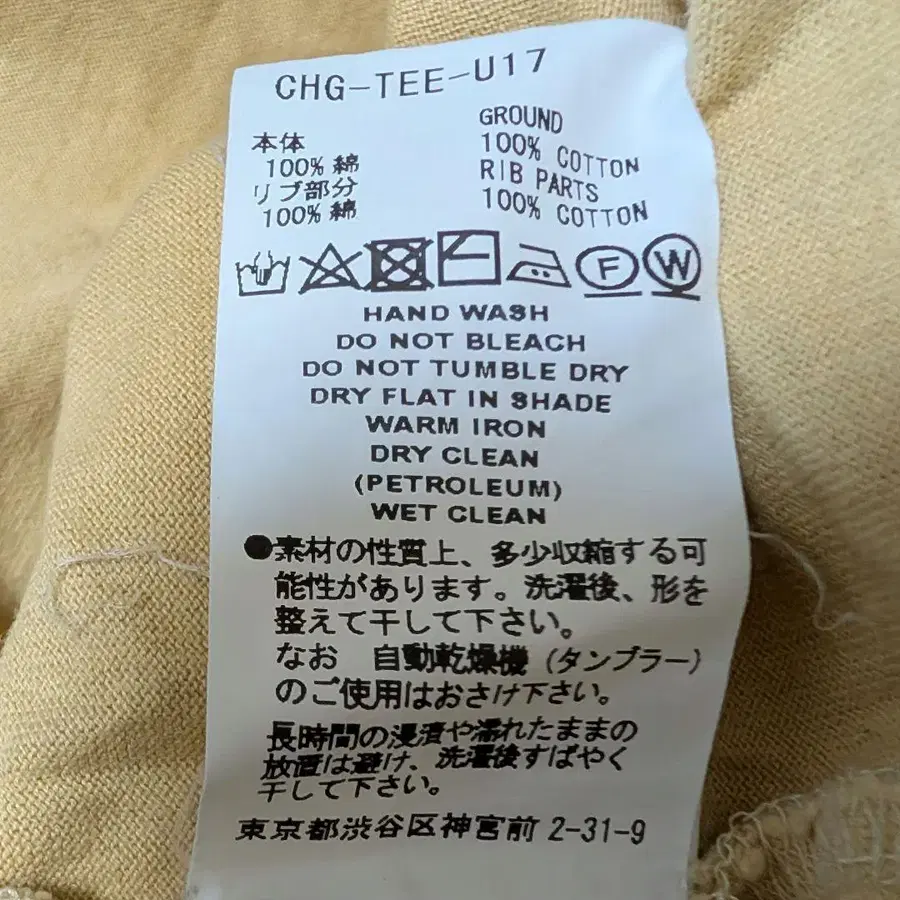 CHG-TEE-U17
本体
100% 綿
リブ部分
100% 綿
GROUND
100% COTTON
RIB PARTS
100% COTTON
F
W
HAND WASH
DO NOT BLEACH
DO NOT TUMBLE DRY
DRY FLAT IN SHADE
WARM IRON
DRY CLEAN
(PETROLEUM)
WET CLEAN
●素材の性質上、多少収縮する可
能性があります。洗濯後、形を
整えて干して下さい。
なお 自動乾燥機(タンブラー)
のご使用はおさけ下さい。
長時間の浸漬や濡れたままの
放置は避け、洗濯後すばやく
干して下さい。
東京都渋谷区神宮前 2-31-9